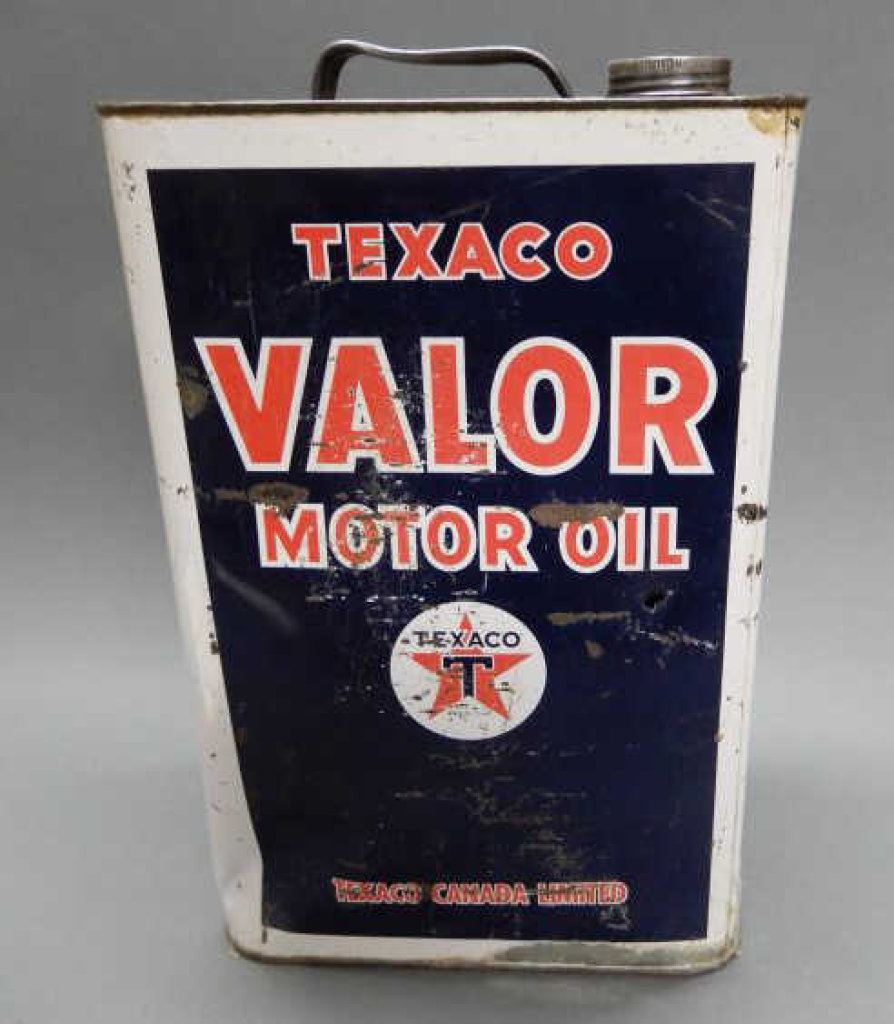 TEXACO
VALOR
MOTOR OIL
TEXACO
T
TEXACO CANADA LIMITED